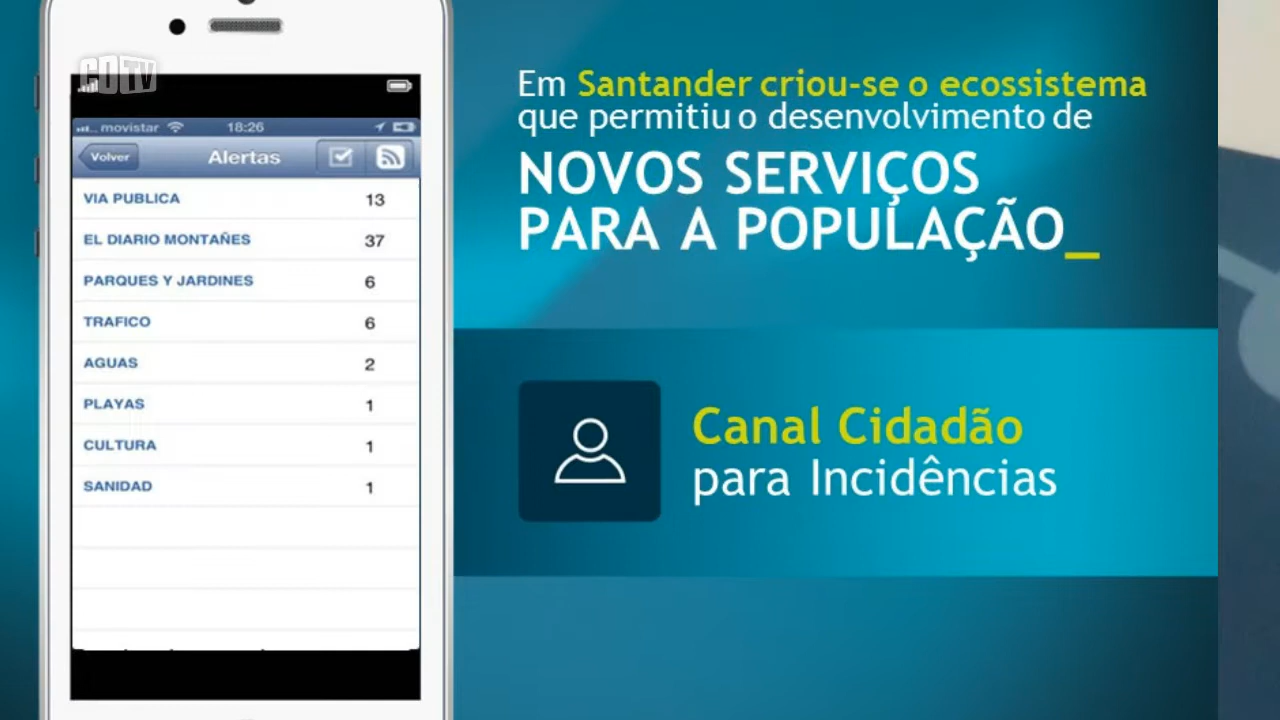 CDTV
movistar 18:26
Volver
Alertas
VIA PUBLICA 13
EL DIARIO MONTAÑES 37
PARQUES Y JARDINES 6
TRAFICO 6
AGUAS 2
PLAYAS 1
CULTURA 1
SANIDAD 1
Em Santander criou-se o ecossistema
que permitiu o desenvolvimento de
NOVOS SERVIÇOS
PARA A POPULAÇÃO_
Canal Cidadão
para Incidências